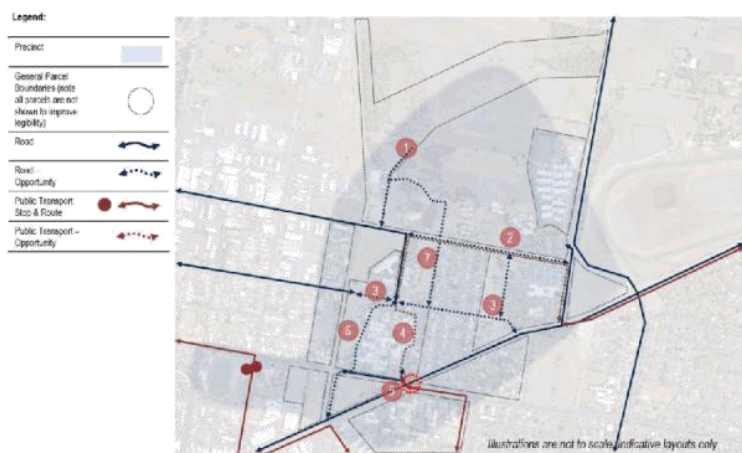 Legend:
Precinct
General Parcel
Boundaries (note
all parcels are not
shown to improve
legibility)
Road
Road –
Opportunity
Public Transport
Stop & Route
Public Transport –
Opportunity
1
2
7
3
3
6
4
Illustrations are not to scale, indicative layouts only